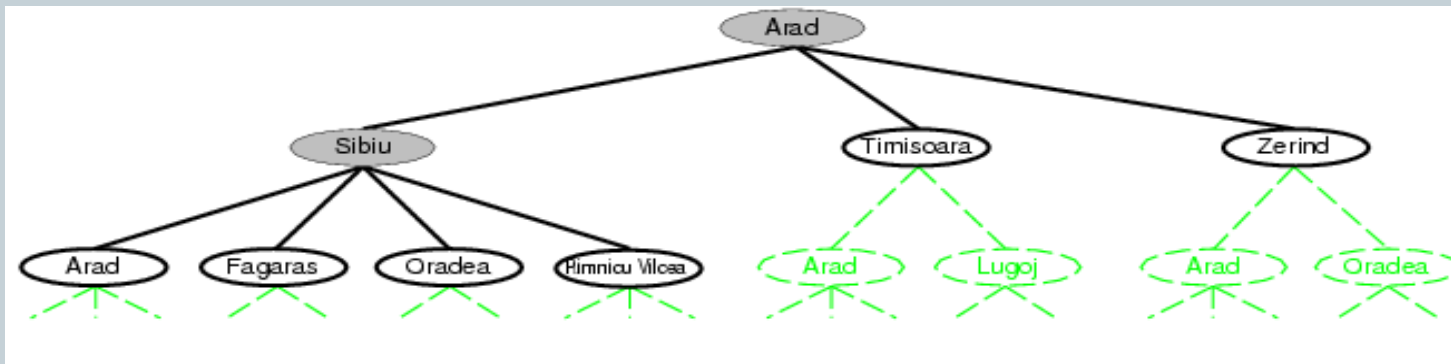 Arad
Sibiu
Timisoara
Zerind
Arad
Fagaras
Oradea
Rimnicu Vilcea
Arad
Lugoj
Arad
Oradea